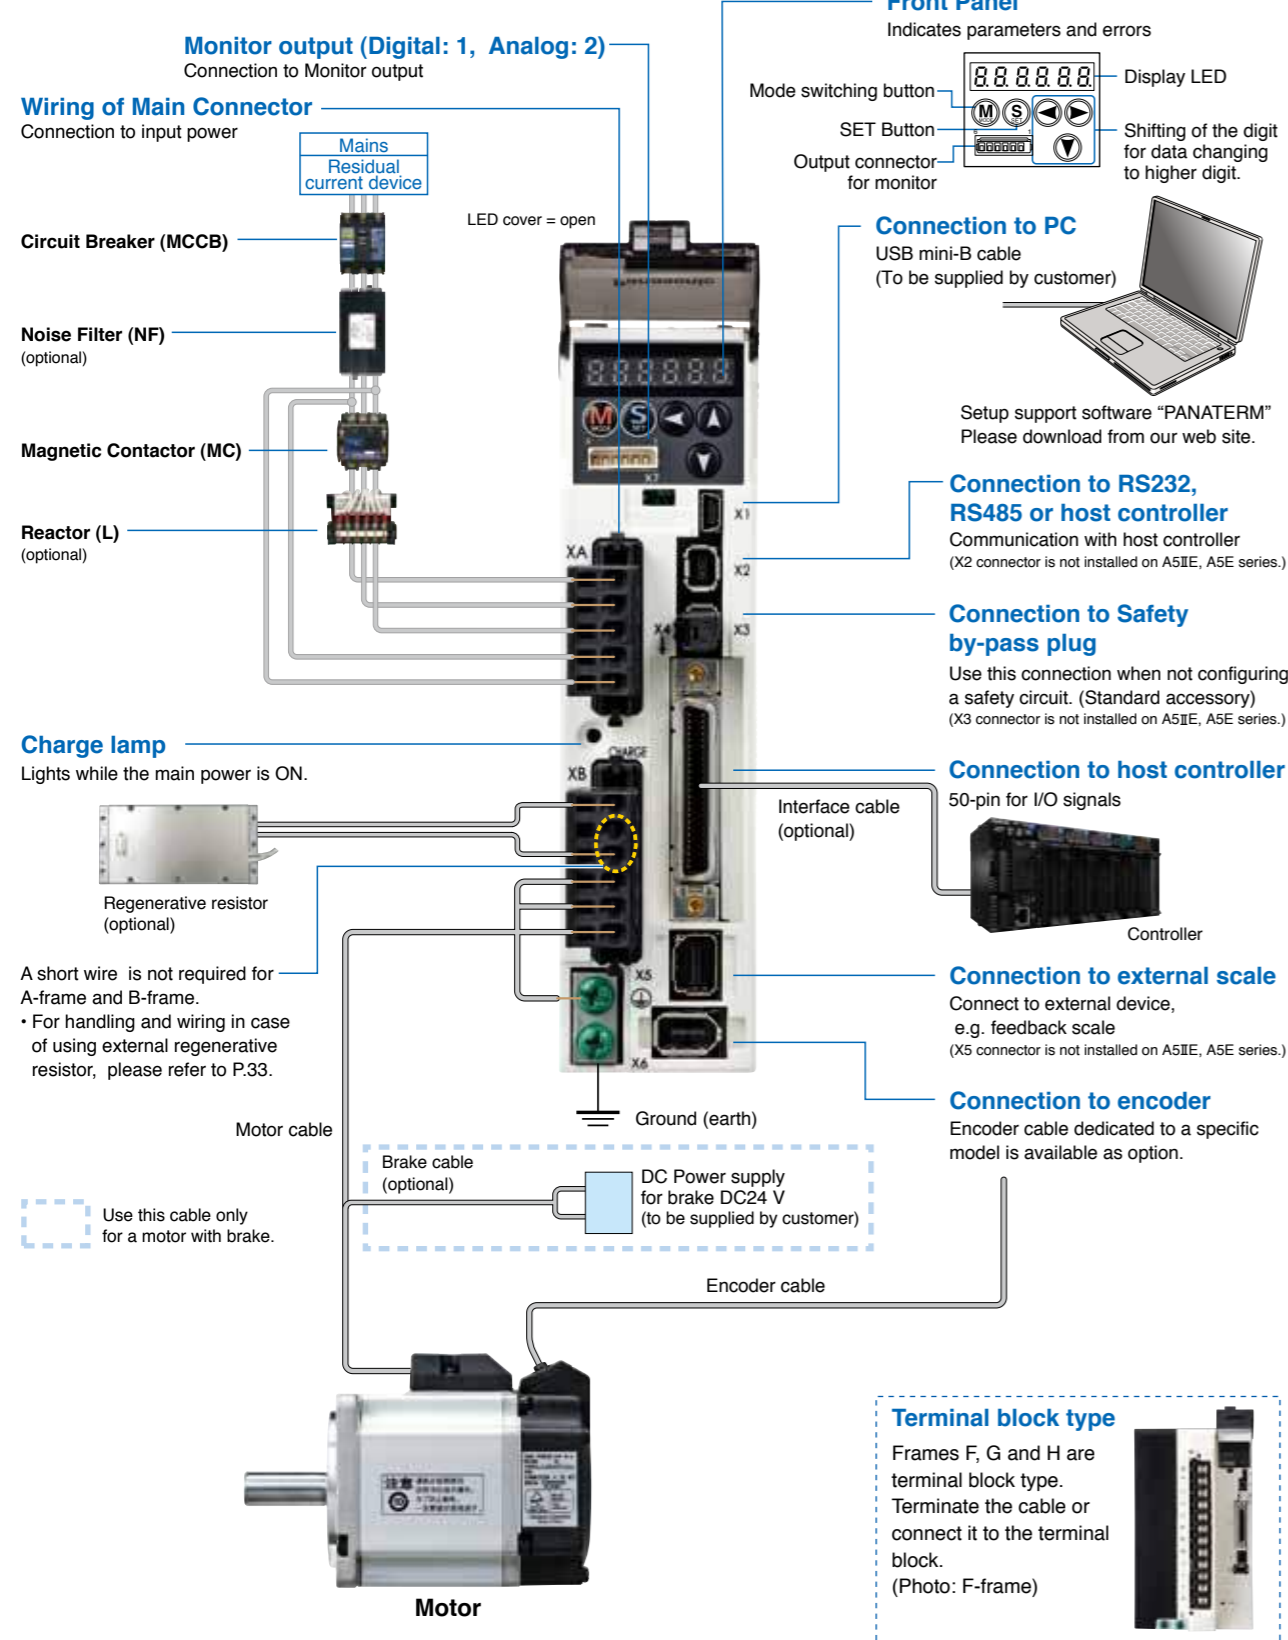 Front Panel
Indicates parameters and errors
Monitor output (Digital: 1, Analog: 2)
Connection to Monitor output
Mode switching button
SET Button
Output connector
for monitor
8.8.8.8.8.8.
M
MODE
S
SET
Display LED
Shifting of the digit
for data changing
to higher digit.
Wiring of Main Connector
Connection to input power
Mains
Residual
current device
LED cover = open
Circuit Breaker (MCCB)
Noise Filter (NF)
(optional)
Magnetic Contactor (MC)
Reactor (L)
(optional)
Panasonic
M
MODE
S
SET
X7
X1
X2
X3
X4
XA
CHARGE
XB
X5
X6
Connection to PC
USB mini-B cable
(To be supplied by customer)
Setup support software “PANATERM”
Please download from our web site.
Connection to RS232,
RS485 or host controller
Communication with host controller
(X2 connector is not installed on A5ⅡE, A5E series.)
Connection to Safety
by-pass plug
Use this connection when not configuring
a safety circuit. (Standard accessory)
(X3 connector is not installed on A5ⅡE, A5E series.)
Charge lamp
Lights while the main power is ON.
Regenerative resistor
(optional)
Connection to host controller
50-pin for I/O signals
Interface cable
(optional)
Controller
A short wire is not required for
A-frame and B-frame.
• For handling and wiring in case
of using external regenerative
resistor, please refer to P.33.
Connection to external scale
Connect to external device,
e.g. feedback scale
(X5 connector is not installed on A5ⅡE, A5E series.)
Connection to encoder
Encoder cable dedicated to a specific
model is available as option.
Ground (earth)
Motor cable
Brake cable
(optional)
DC Power supply
for brake DC24 V
(to be supplied by customer)
Use this cable only
for a motor with brake.
Encoder cable
Motor
Terminal block type
Frames F, G and H are
terminal block type.
Terminate the cable or
connect it to the terminal
block.
(Photo: F-frame)